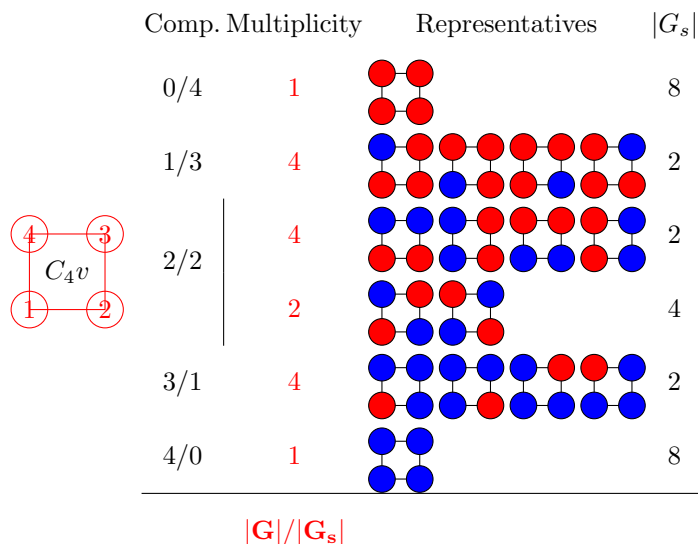 Comp. Multiplicity Representatives |G_s|
0/4 1 8
1/3 4 2
4 3
4 2
C_4v 2/2
1 2
2 4
3/1 4 2
4/0 1 8
|G|/|G_s|